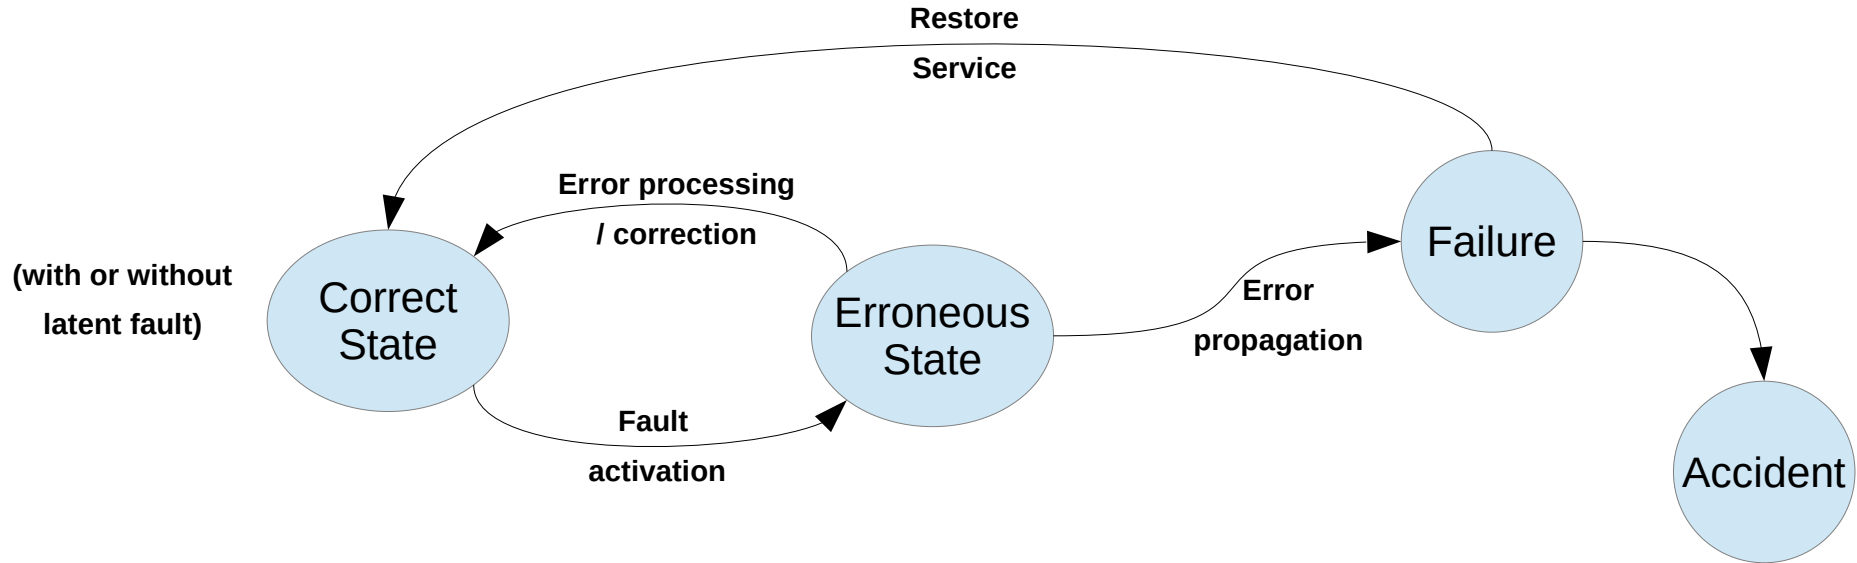 Restore
Service
Error processing
/ correction
(with or without
latent fault)
Correct
State
Erroneous
State
Fault
activation
Error
propagation
Failure
Accident